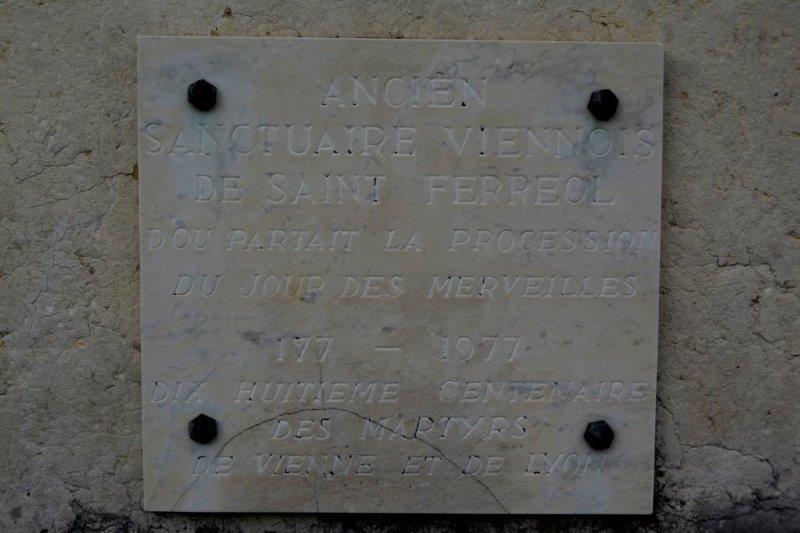 ANCIEN
SANCTUAIRE VIENNOIS
DE SAINT FERREOL
DOU PARTAIT LA PROCESSION
DU JOUR DES MERVEILLES
177 — 1977
DIX HUITIEME CENTENAIRE
DES MARTYRS
DE VIENNE ET DE LYON